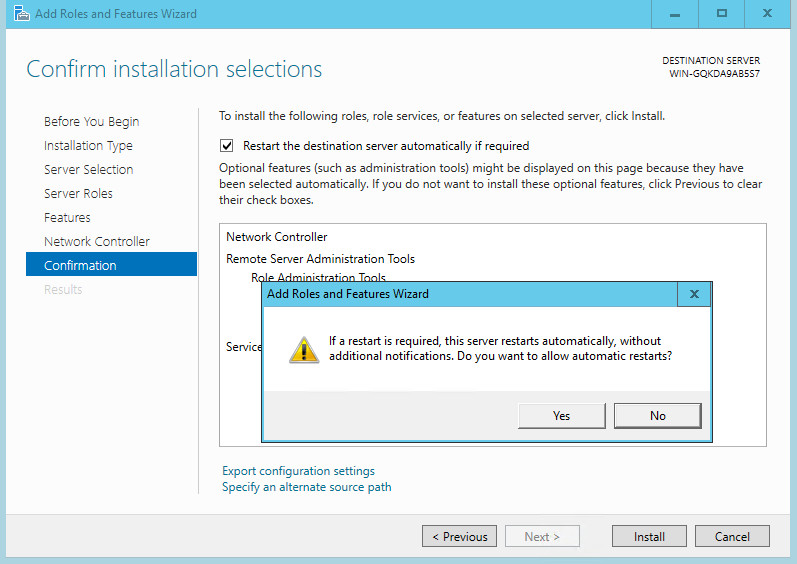 Add Roles and Features Wizard
Confirm installation selections
DESTINATION SERVER
WIN-GQKDA9AB5S7
Before You Begin
Installation Type
Server Selection
Server Roles
Features
Network Controller
Confirmation
Results
To install the following roles, role services, or features on selected server, click Install.
Restart the destination server automatically if required
Optional features (such as administration tools) might be displayed on this page because they have
been selected automatically. If you do not want to install these optional features, click Previous to clear
their check boxes.
Network Controller
Remote Server Administration Tools
Role Administration Tools
Service
Add Roles and Features Wizard
If a restart is required, this server restarts automatically, without
additional notifications. Do you want to allow automatic restarts?
Yes
No
Export configuration settings
Specify an alternate source path
< Previous
Next >
Install
Cancel